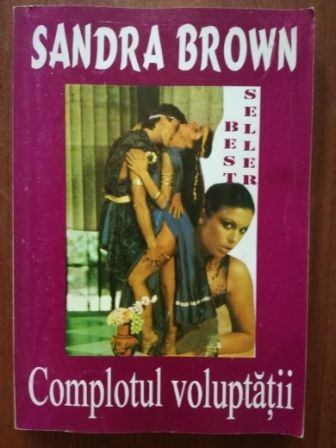 SANDRA BROWN
BEST
SELLER
Complotul voluptății